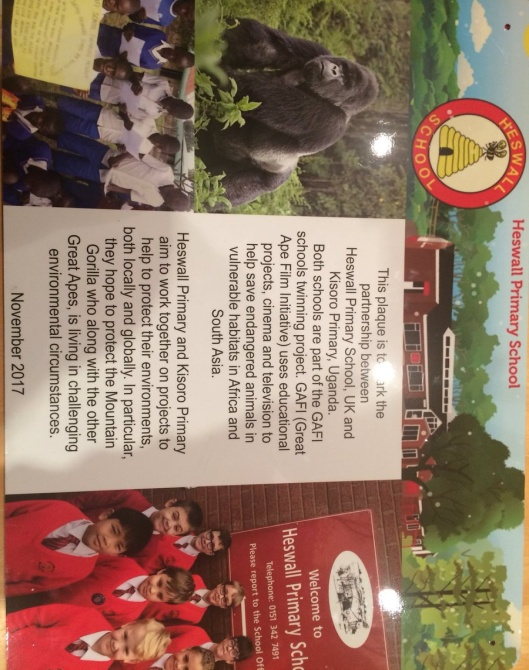 Heswall Primary School
HESWALL
SCHOOL
This plaque is to ark the
partnership between
Heswall Primary School, UK and
Kisoro Primary, Uganda.
Both schools are part of the GAFI
schools twinning project. GAFI (Great
Ape Film Initiative) uses educational
projects, cinema and television to
help save endangered animals in
vulnerable habitats in Africa and
South Asia.
Heswall Primary and Kisoro Primary
aim to work together on projects to
help to protect their environments,
both locally and globally. In particular,
they hope to protect the Mountain
Gorilla who along with the other
Great Apes, is living in challenging
environmental circumstances.
November 2017
Welcome to
Heswall Primary Scho
Telephone: 0151 342 7491
Please report to the School Off